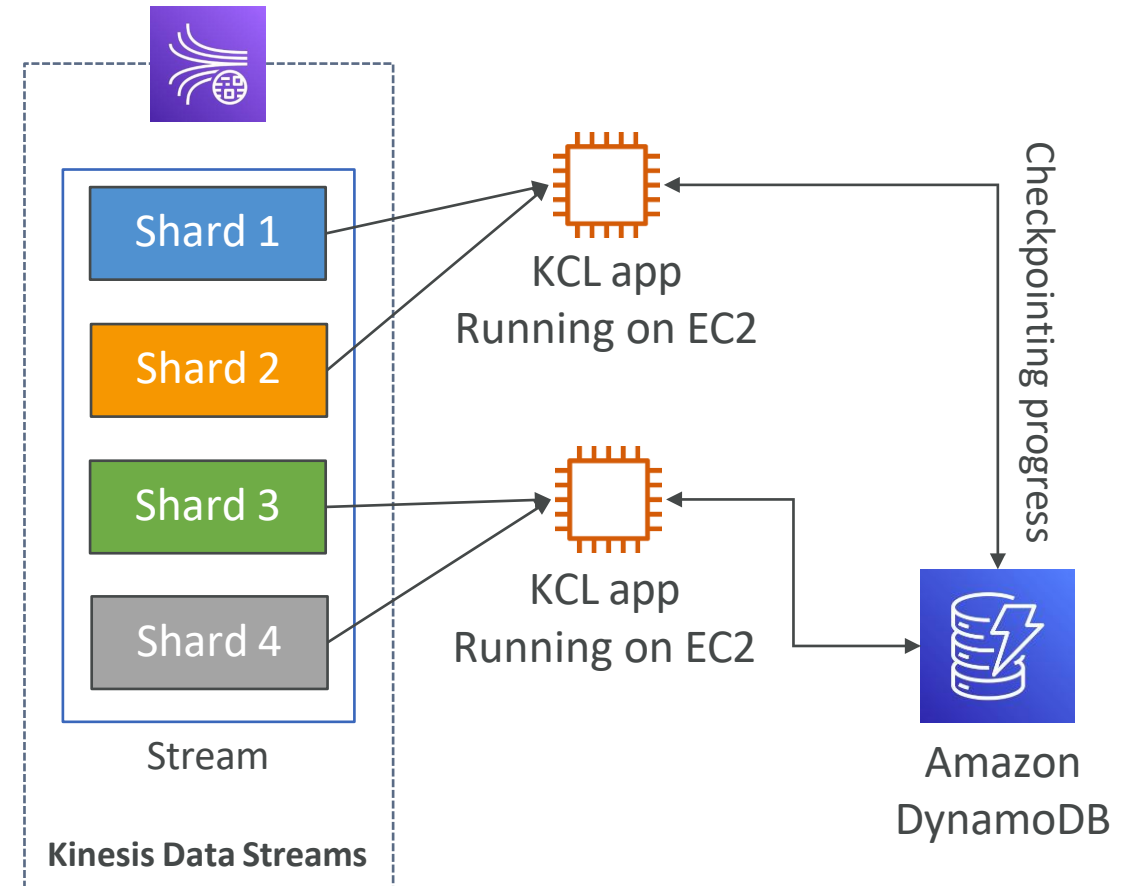 Shard 1
Shard 2
Shard 3
Shard 4
Stream
Kinesis Data Streams
KCL app
Running on EC2
KCL app
Running on EC2
Checkpointing progress
Amazon
DynamoDB